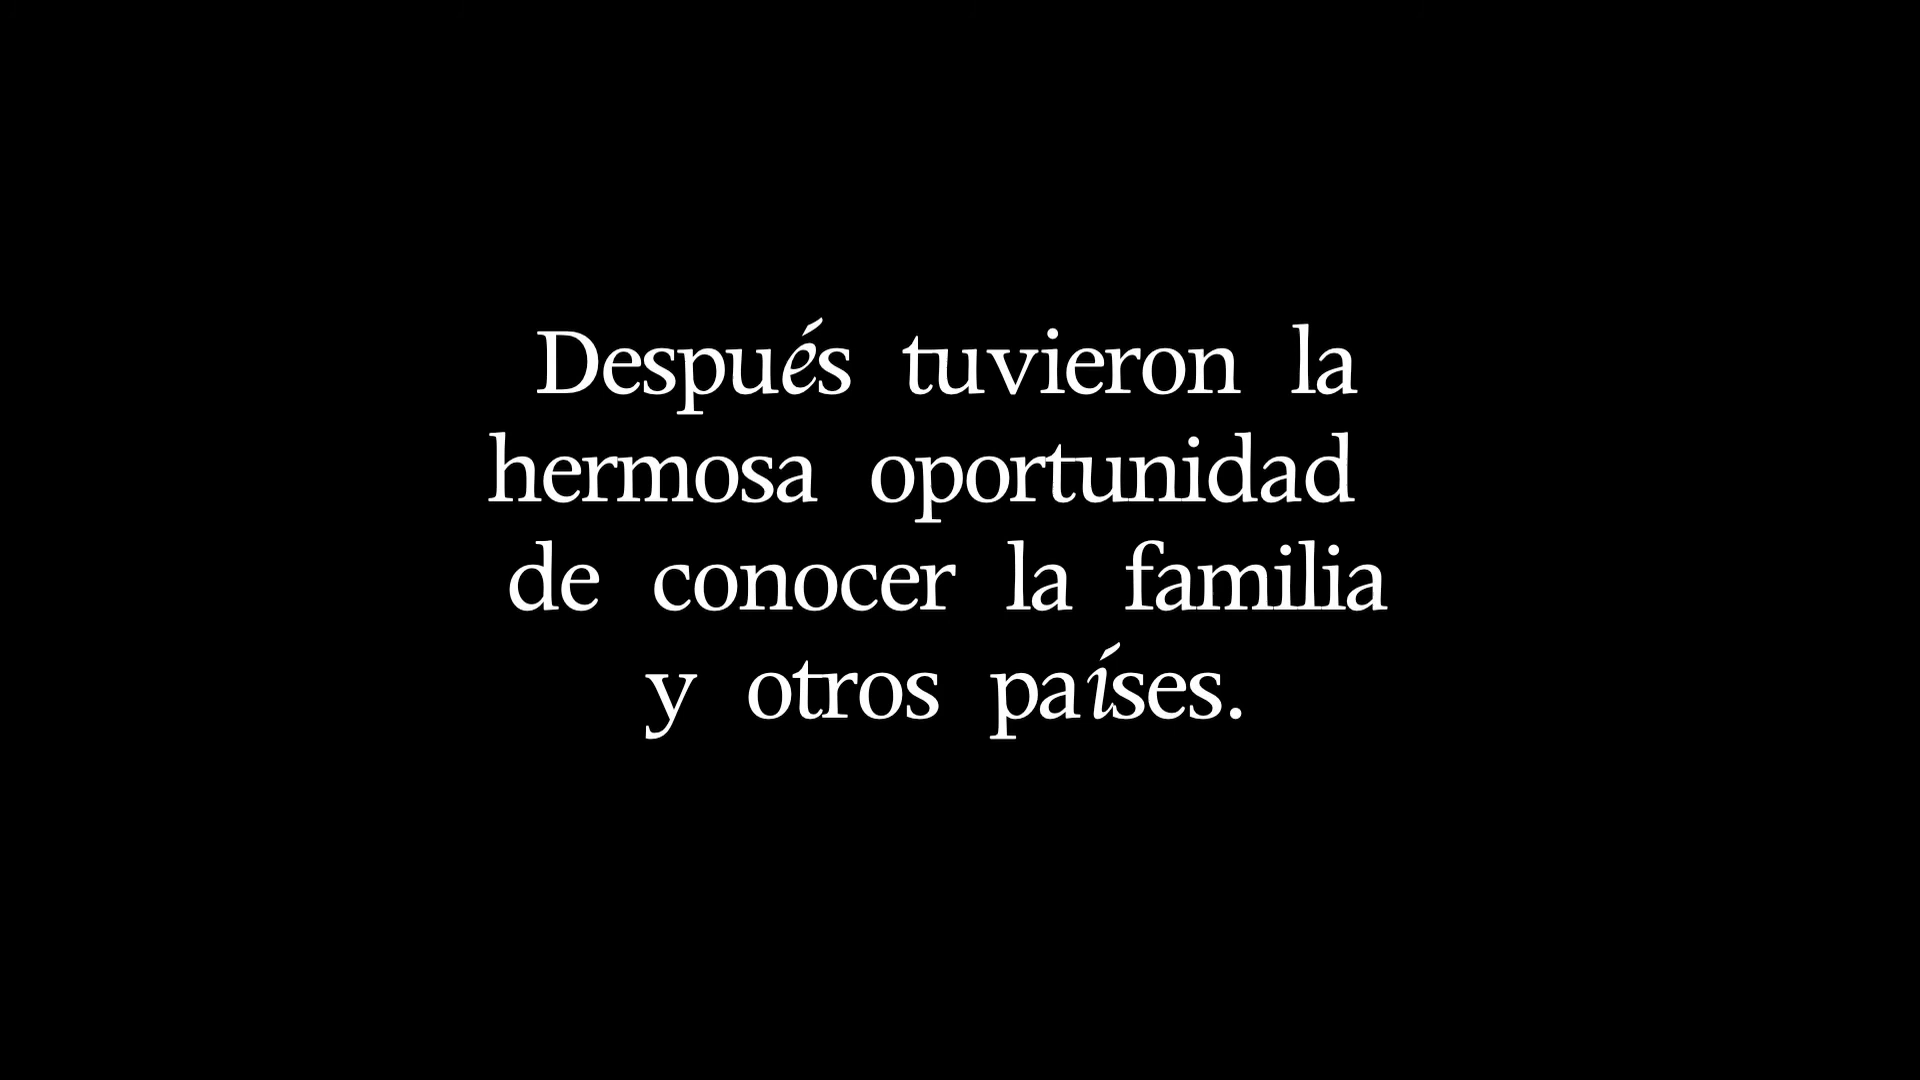 Después tuvieron la
hermosa oportunidad
de conocer la familia
y otros países.